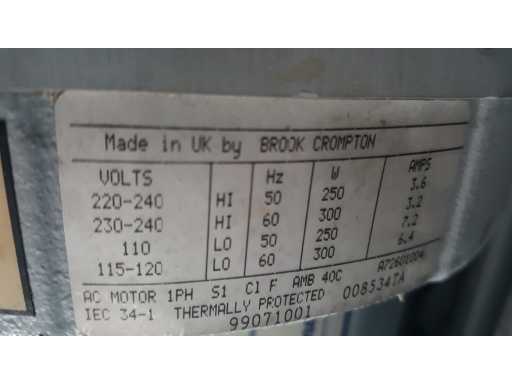 Made in UK by BROOK CROMPTON
VOLTS Hz W AMPS
220-240 HI 50 250 3.6
230-240 HI 60 300 3.2
110 LO 50 250 7.2
115-120 LO 60 300 6.4
AC MOTOR 1PH S1 Cl F AMB 40C A72601004
IEC 34-1 THERMALLY PROTECTED 008534TA
99071001